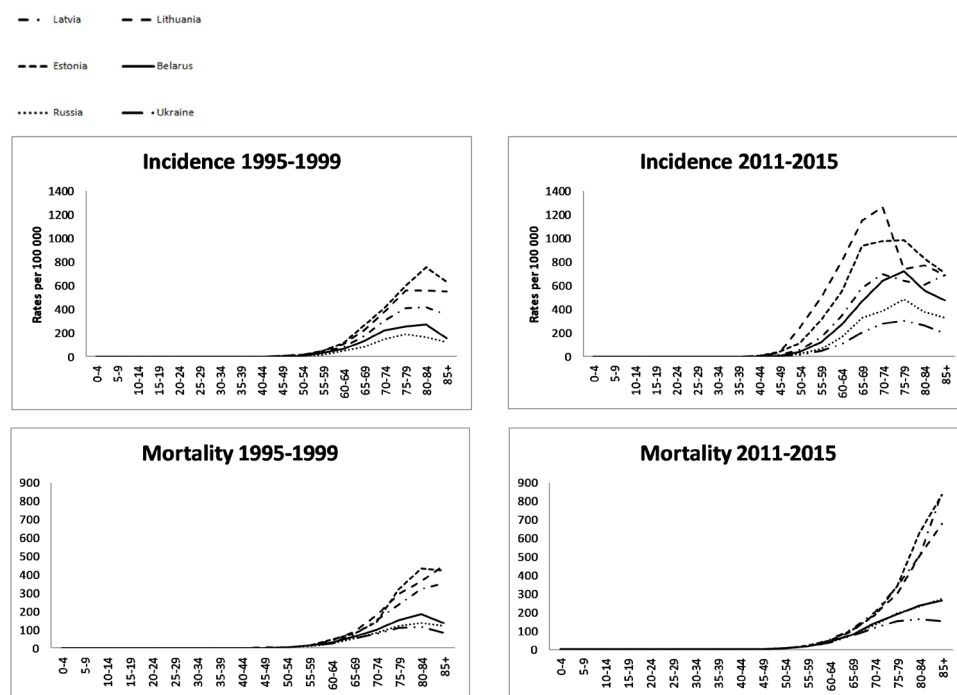 Latvia Lithuania
Estonia Belarus
Russia Ukraine
Incidence 1995-1999
Rates per 100 000
1400
1200
1000
800
600
400
200
0
0-4 5-9 10-14 15-19 20-24 25-29 30-34 35-39 40-44 45-49 50-54 55-59 60-64 65-69 70-74 75-79 80-84 85+
Incidence 2011-2015
Rates per 100 000
1400
1200
1000
800
600
400
200
0
0-4 5-9 10-14 15-19 20-24 25-29 30-34 35-39 40-44 45-49 50-54 55-59 60-64 65-69 70-74 75-79 80-84 85+
Mortality 1995-1999
900
800
700
600
500
400
300
200
100
0
0-4 5-9 10-14 15-19 20-24 25-29 30-34 35-39 40-44 45-49 50-54 55-59 60-64 65-69 70-74 75-79 80-84 85+
Mortality 2011-2015
900
800
700
600
500
400
300
200
100
0
0-4 5-9 10-14 15-19 20-24 25-29 30-34 35-39 40-44 45-49 50-54 55-59 60-64 65-69 70-74 75-79 80-84 85+